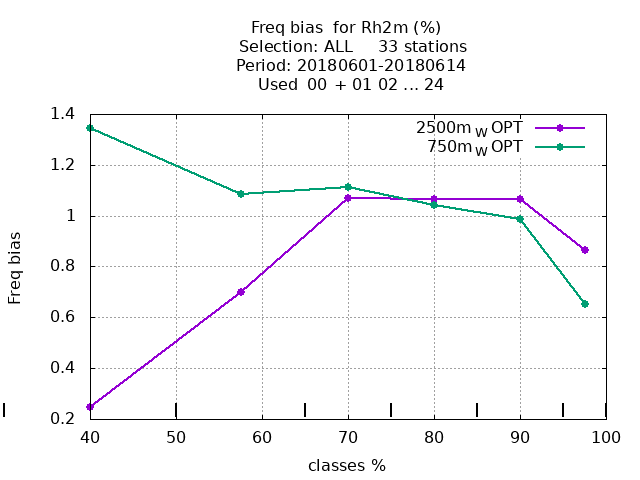 Freq bias  for Rh2m (%)
Selection: ALL     33 stations
Period: 20180601-20180614
Used  00  + 01 02 ... 24
2500m W OPT
750m W OPT
1.4
1.2
1
0.8
0.6
0.4
0.2
Freq bias
40 50 60 70 80 90 100
classes %